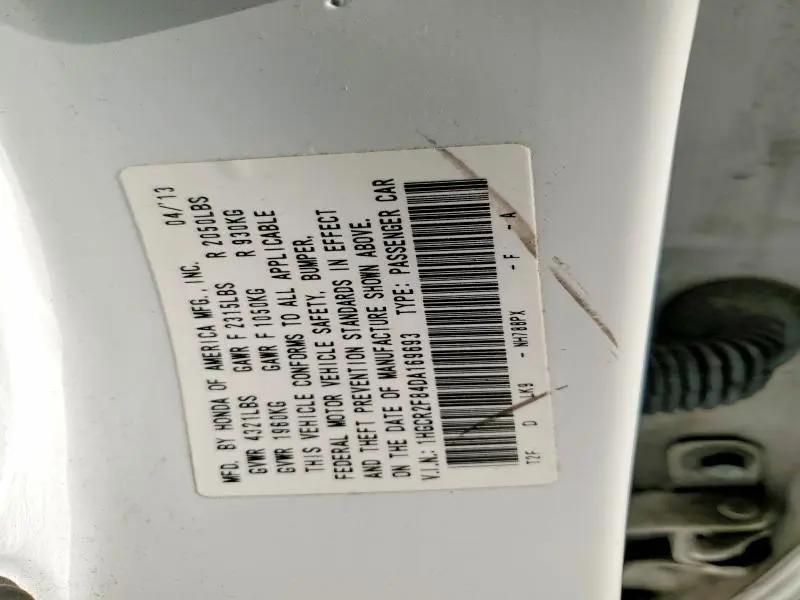 MFD. BY HONDA OF AMERICA MFG., INC. 04/13
GVWR 4321LBS GAWR F 2315LBS R 2050LBS
GVWR 1960KG GAWR F 1050KG R 930KG
THIS VEHICLE CONFORMS TO ALL APPLICABLE
FEDERAL MOTOR VEHICLE SAFETY, BUMPER,
AND THEFT PREVENTION STANDARDS IN EFFECT
ON THE DATE OF MANUFACTURE SHOWN ABOVE.
V.I.N: 1HGCR2F84DA169693 TYPE: PASSENGER CAR
T2F D - NH788PX - F - A